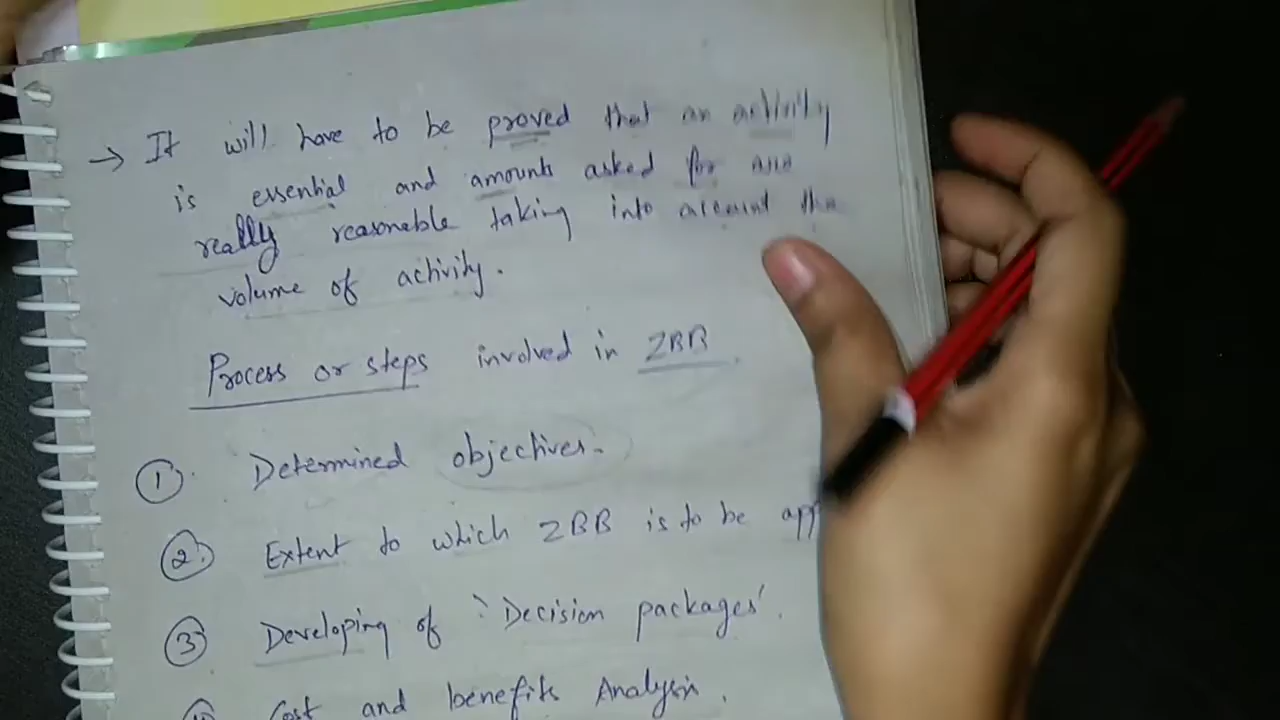 → It will have to be proved that an activity
is essential and amounts asked for are
really reasonable taking into account the
volume of activity.
Process or steps involved in ZBB.
① Determined objectives.
② Extent to which ZBB is to be app
③ Developing of 'Decision packages'.
Cost and benefits Analysis.